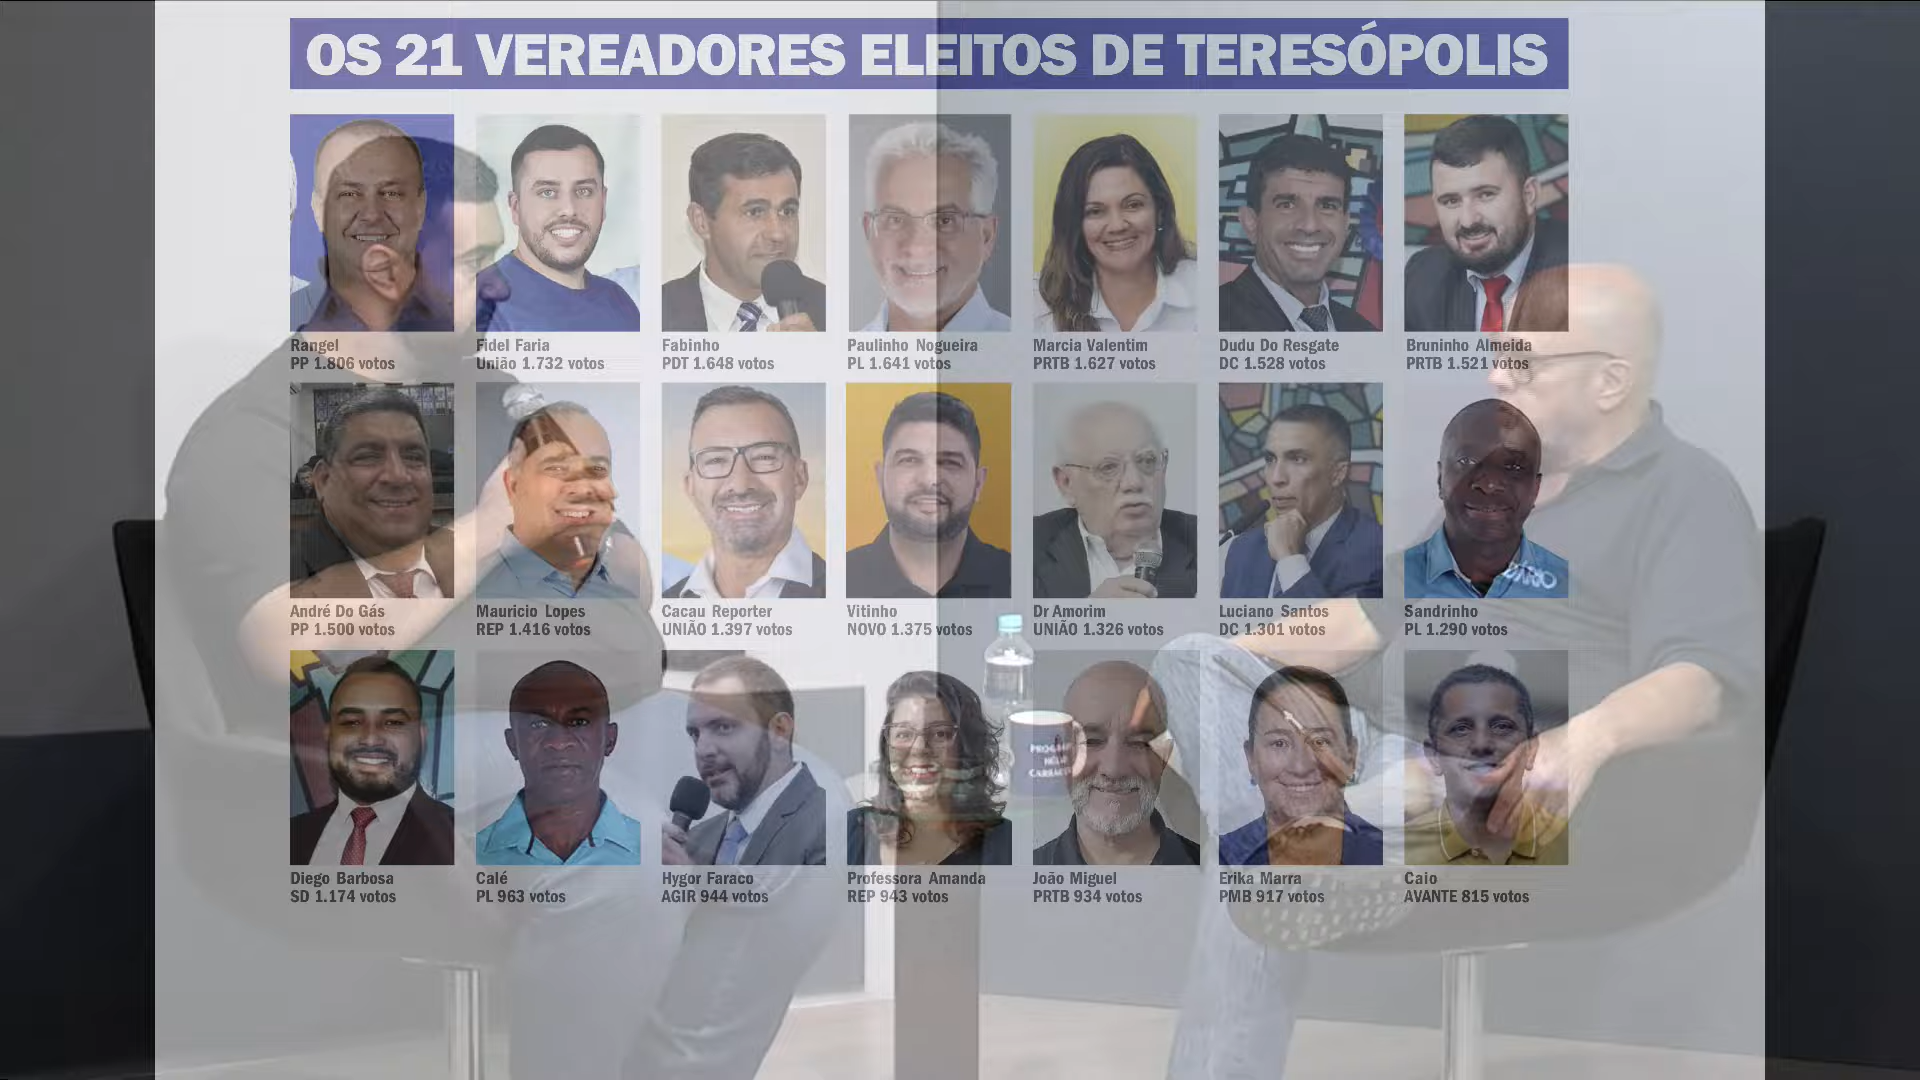 OS 21 VEREADORES ELEITOS DE TERESÓPOLIS
Rangel
PP 1.806 votos
Fidel Faria
União 1.732 votos
Fabinho
PDT 1.648 votos
Paulinho Nogueira
PL 1.641 votos
Marcia Valentim
PRTB 1.627 votos
Dudu Do Resgate
DC 1.528 votos
Bruninho Almeida
PRTB 1.521 votos
André Do Gás
PP 1.500 votos
Mauricio Lopes
REP 1.416 votos
Cacau Reporter
UNIÃO 1.397 votos
Vitinho
NOVO 1.375 votos
Dr Amorim
UNIÃO 1.326 votos
Luciano Santos
DC 1.301 votos
Sandrinho
PL 1.290 votos
Diego Barbosa
SD 1.174 votos
Calé
PL 963 votos
Hygor Faraco
AGIR 944 votos
Professora Amanda
REP 943 votos
João Miguel
PRTB 934 votos
Erika Marra
PMB 917 votos
Caio
AVANTE 815 votos